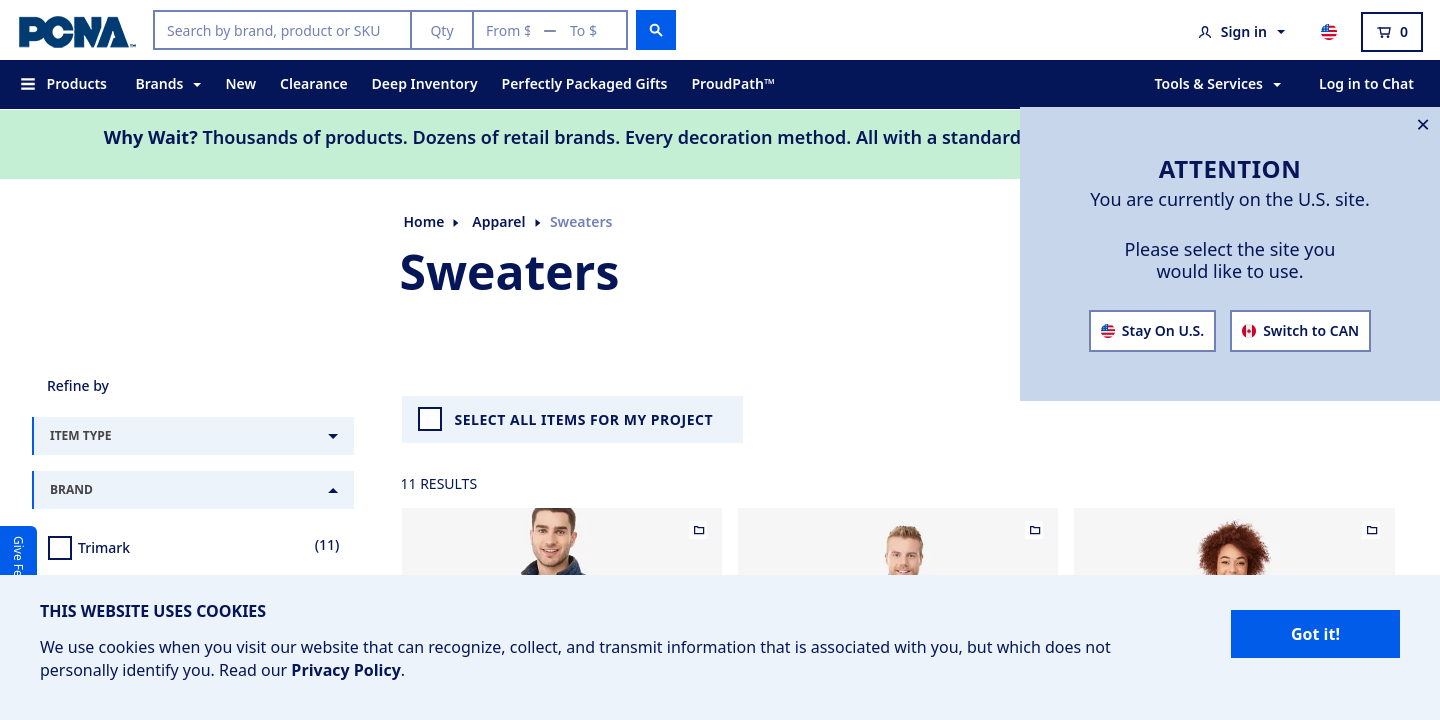 PCNA™
Search by brand, product or SKU Qty From $ — To $
Sign in 0
Products Brands New Clearance Deep Inventory Perfectly Packaged Gifts ProudPath™ Tools & Services Log in to Chat
Why Wait? Thousands of products. Dozens of retail brands. Every decoration method. All with a standard
ATTENTION
You are currently on the U.S. site.
Please select the site you
would like to use.
Stay On U.S. Switch to CAN
Home Apparel Sweaters
Sweaters
Refine by
SELECT ALL ITEMS FOR MY PROJECT
ITEM TYPE
BRAND
11 RESULTS
Trimark (11)
Give Fe
THIS WEBSITE USES COOKIES
We use cookies when you visit our website that can recognize, collect, and transmit information that is associated with you, but which does not
personally identify you. Read our Privacy Policy.
Got it!